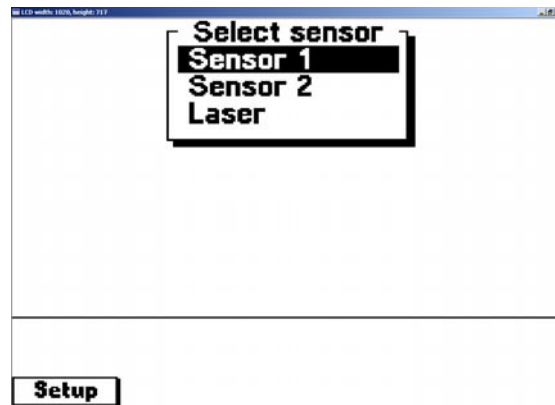 LCD width: 1020, height: 717
Select sensor
Sensor 1
Sensor 2
Laser
Setup